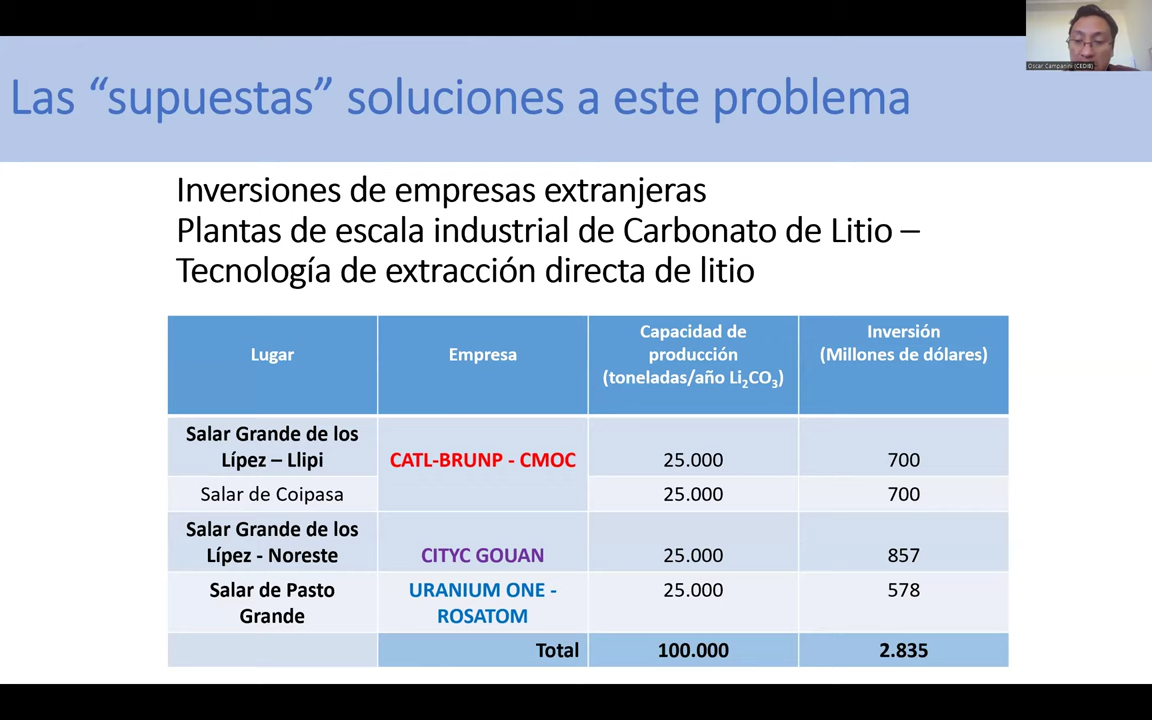 Oscar Campanini (CEDIB)
Las “supuestas” soluciones a este problema
Inversiones de empresas extranjeras
Plantas de escala industrial de Carbonato de Litio –
Tecnología de extracción directa de litio
Lugar
Empresa
Capacidad de
producción
(toneladas/año Li₂CO₃)
Inversión
(Millones de dólares)
Salar Grande de los
Lípez – Llipi
CATL-BRUNP - CMOC
25.000
700
Salar de Coipasa
25.000
700
Salar Grande de los
Lípez - Noreste
CITYC GOUAN
25.000
857
Salar de Pasto
Grande
URANIUM ONE -
ROSATOM
25.000
578
Total
100.000
2.835